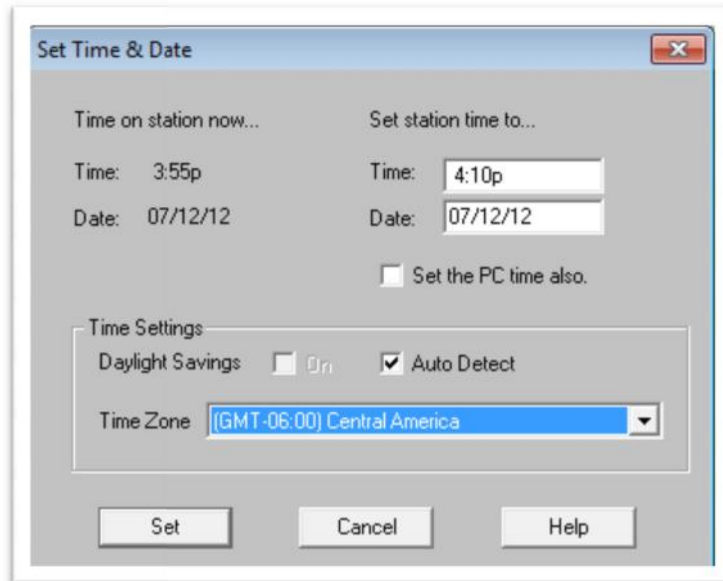 Set Time & Date
Time on station now...
Set station time to...
Time: 3:55p
Time: 4:10p
Date: 07/12/12
Date: 07/12/12
Set the PC time also.
Time Settings
Daylight Savings On Auto Detect
Time Zone (GMT-06:00) Central America
Set Cancel Help